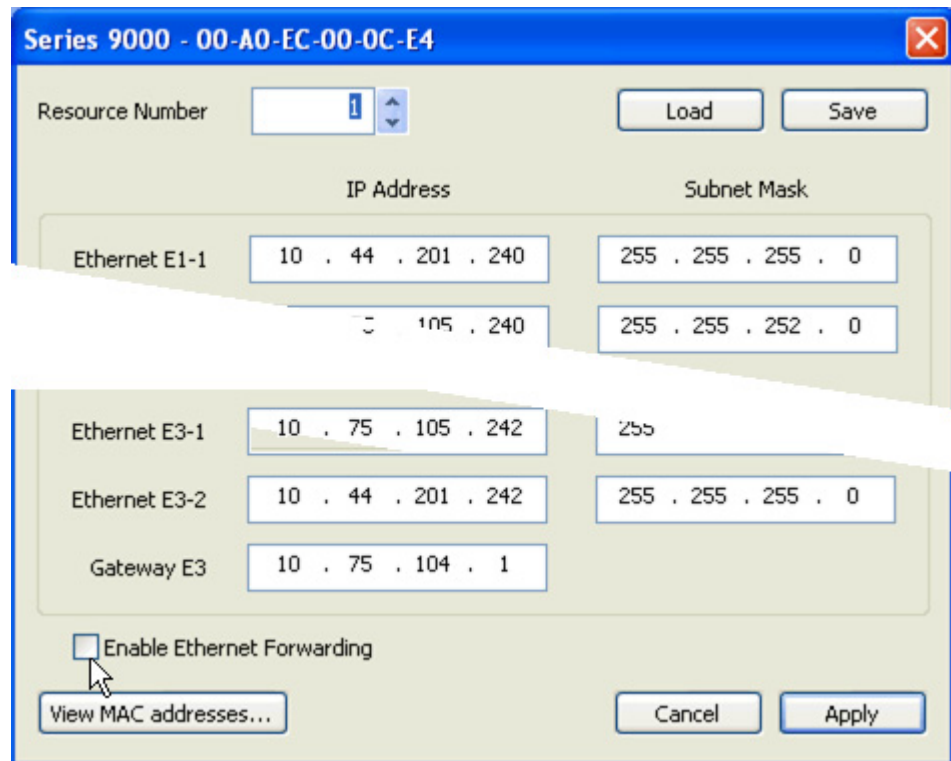 Series 9000 - 00-A0-EC-00-0C-E4
Resource Number 1 Load Save
IP Address Subnet Mask
Ethernet E1-1 10 . 44 . 201 . 240 255 . 255 . 255 . 0
. 105 . 240 255 . 255 . 252 . 0
Ethernet E3-1 10 . 75 . 105 . 242 255
Ethernet E3-2 10 . 44 . 201 . 242 255 . 255 . 255 . 0
Gateway E3 10 . 75 . 104 . 1
Enable Ethernet Forwarding
View MAC addresses... Cancel Apply